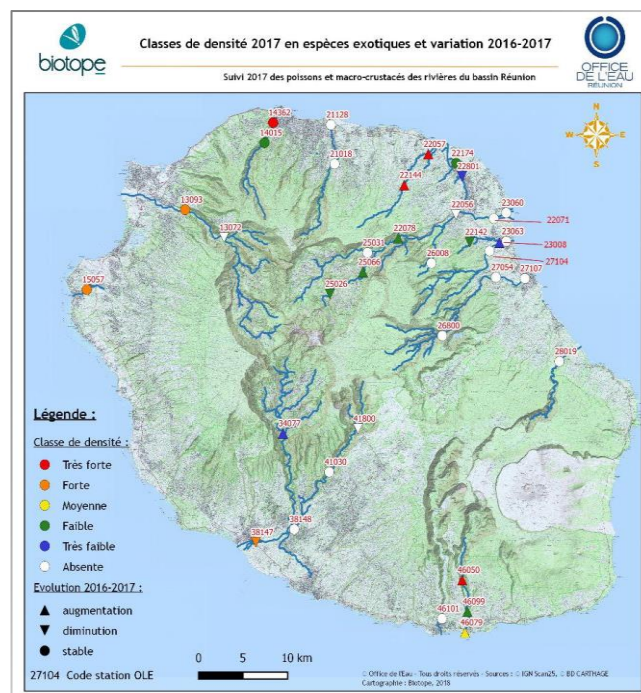 biotope
Classes de densité 2017 en espèces exotiques et variation 2016-2017
Suivi 2017 des poissons et macro-crustacés des rivières du bassin Réunion
OFFICE
DE L'EAU
RÉUNION
N
W E
S
14362
21128
14015
22057
22174
21018
22801
22144
13093
22056
23060
22071
13072
22078
22142
23063
25031
23008
26008
25066
27104
15057
25026
27054
27107
26800
28019
Légende :
Classe de densité :
Très forte
Forte
Moyenne
Faible
Très faible
Absente
Evolution 2016-2017 :
augmentation
diminution
stable
27104 Code station OLE
34077
41800
41030
38148
38147
46050
46099
46101
46079
0 5 10 km
© Office de l'Eau - Tous droits réservés - Sources : © IGN Scan25, © BD CARTHAGE
Cartographie : Biotope, 2018